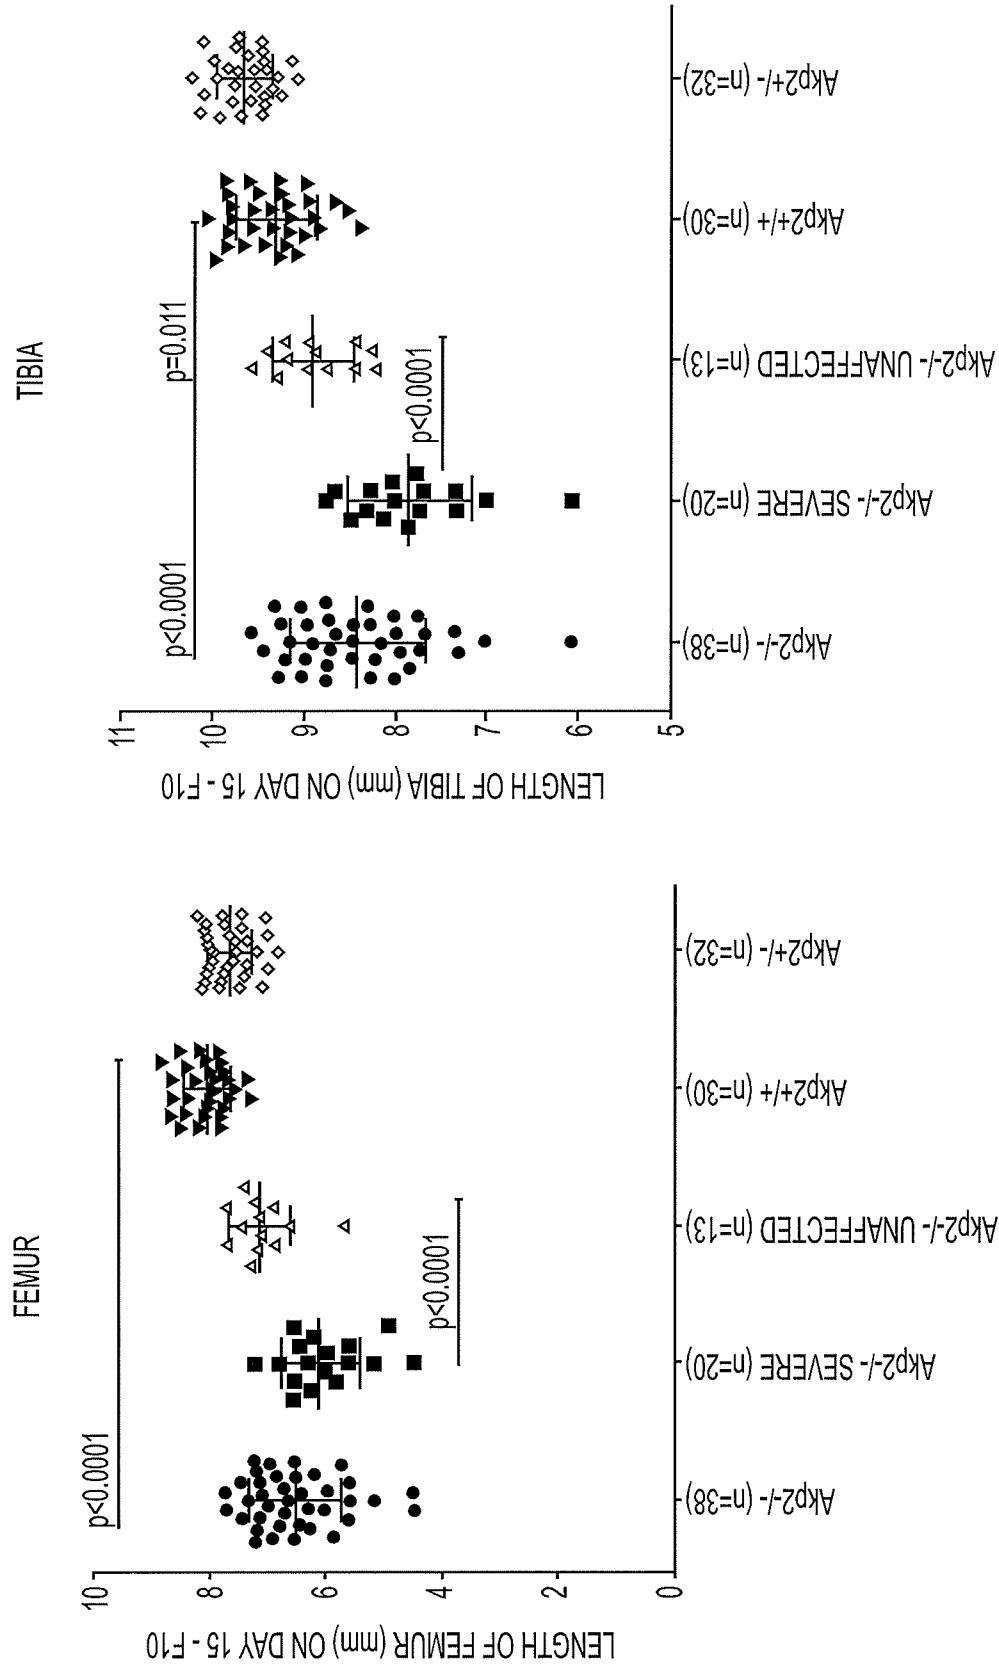 FEMUR
LENGTH OF FEMUR (mm) ON DAY 15 - F10
10
8
6
4
2
0
p<0.0001
p<0.0001
Akp2-/- (n=38)
Akp2-/- SEVERE (n=20)
Akp2-/- UNAFFECTED (n=13)
Akp2+/+ (n=30)
Akp2+/- (n=32)
TIBIA
LENGTH OF TIBIA (mm) ON DAY 15 - F10
11
10
9
8
7
6
5
p<0.0001
p=0.011
p<0.0001
Akp2-/- (n=38)
Akp2-/- SEVERE (n=20)
Akp2-/- UNAFFECTED (n=13)
Akp2+/+ (n=30)
Akp2+/- (n=32)